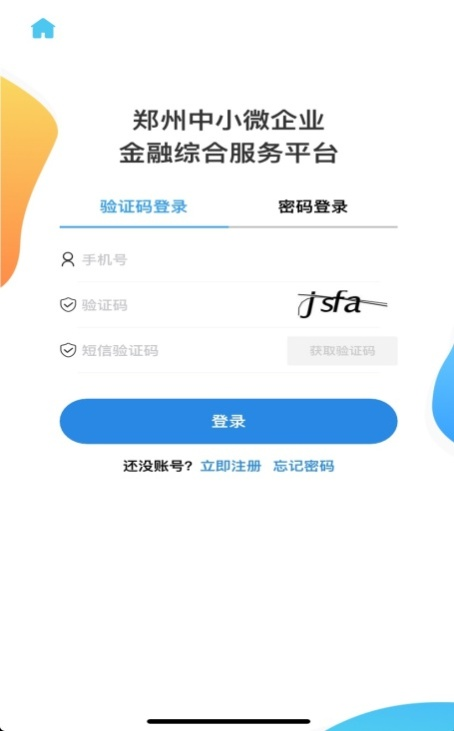 郑州中小微企业
金融综合服务平台
验证码登录 密码登录
手机号
验证码 jsfa
短信验证码 获取验证码
登录
还没账号? 立即注册 忘记密码